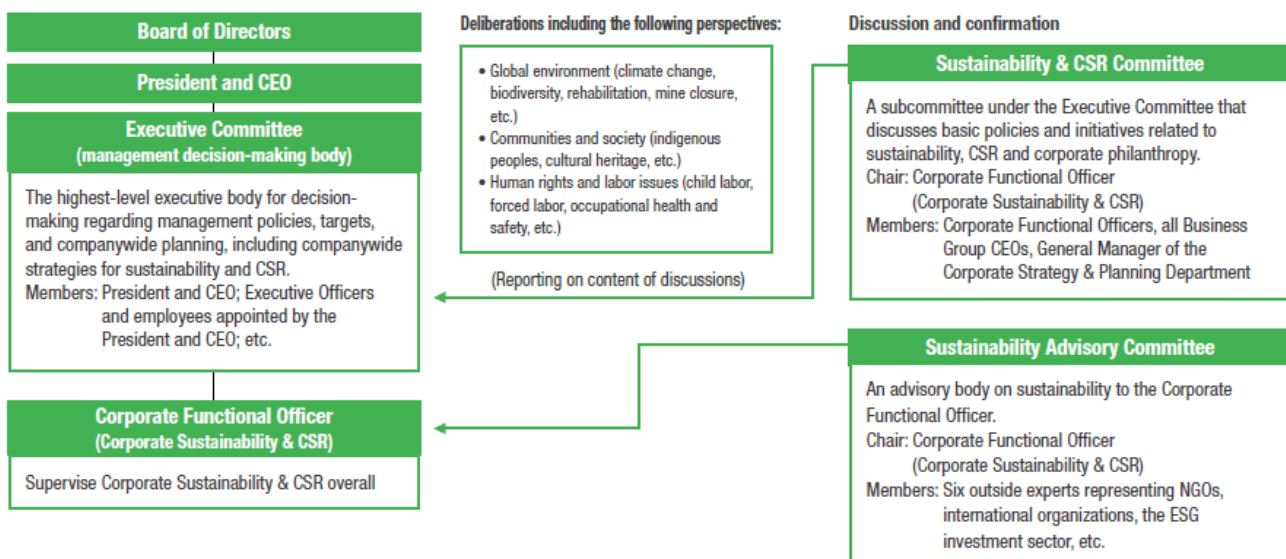 Board of Directors
President and CEO
Executive Committee
(management decision-making body)
The highest-level executive body for decision-
making regarding management policies, targets,
and companywide planning, including companywide
strategies for sustainability and CSR.
Members: President and CEO; Executive Officers
and employees appointed by the
President and CEO; etc.
Corporate Functional Officer
(Corporate Sustainability & CSR)
Supervise Corporate Sustainability & CSR overall
Deliberations including the following perspectives:
• Global environment (climate change,
biodiversity, rehabilitation, mine closure,
etc.)
• Communities and society (indigenous
peoples, cultural heritage, etc.)
• Human rights and labor issues (child labor,
forced labor, occupational health and
safety, etc.)
(Reporting on content of discussions)
Discussion and confirmation
Sustainability & CSR Committee
A subcommittee under the Executive Committee that
discusses basic policies and initiatives related to
sustainability, CSR and corporate philanthropy.
Chair: Corporate Functional Officer
(Corporate Sustainability & CSR)
Members: Corporate Functional Officers, all Business
Group CEOs, General Manager of the
Corporate Strategy & Planning Department
Sustainability Advisory Committee
An advisory body on sustainability to the Corporate
Functional Officer.
Chair: Corporate Functional Officer
(Corporate Sustainability & CSR)
Members: Six outside experts representing NGOs,
international organizations, the ESG
investment sector, etc.